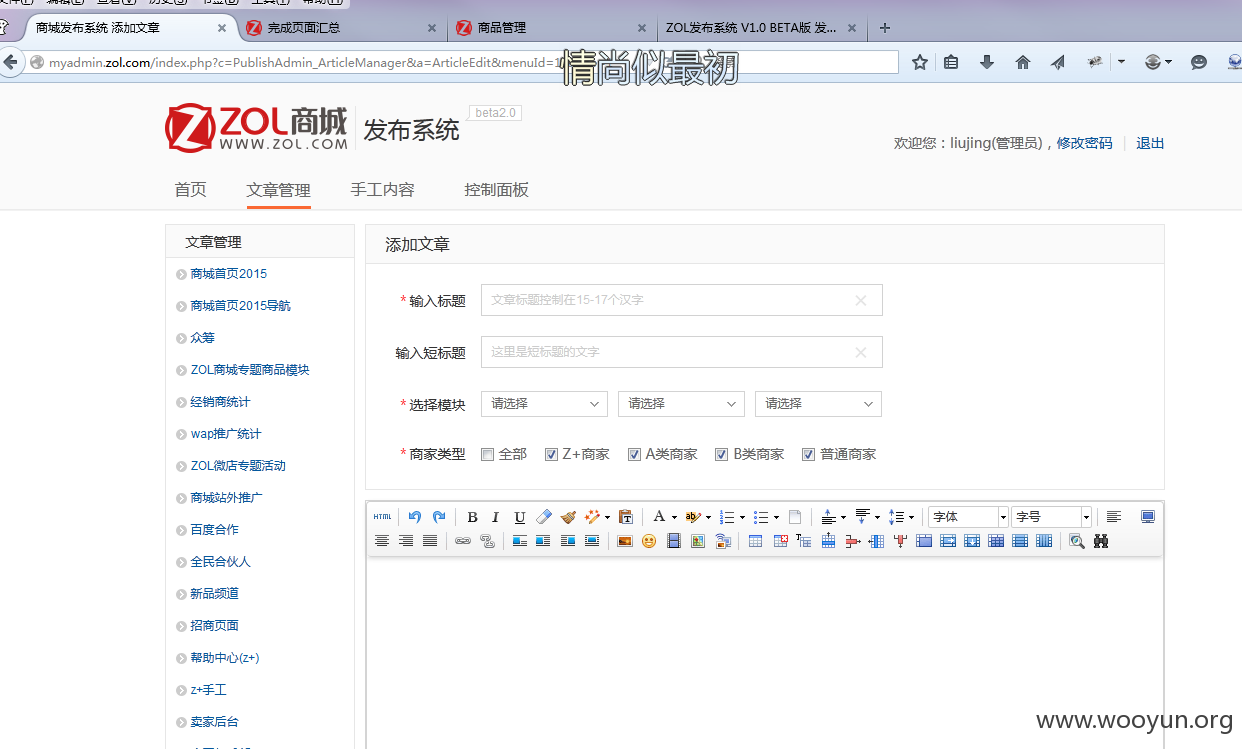 商城发布系统 添加文章
完成页面汇总
商品管理
ZOL发布系统 V1.0 BETA版 发...
myadmin.zol.com/index.php?c=PublishAdmin_ArticleManager&a=ArticleEdit&menuId=1
情尚似最初
ZOL商城
WWW.ZOL.COM
发布系统
beta2.0
欢迎您：liujing(管理员)，修改密码 退出
首页 文章管理 手工内容 控制面板
文章管理
商城首页2015
商城首页2015导航
众筹
ZOL商城专题商品模块
经销商统计
wap推广统计
ZOL微店专题活动
商城站外推广
百度合作
全民合伙人
新品频道
招商页面
帮助中心(z+)
z+手工
卖家后台
添加文章
*输入标题 文章标题控制在15-17个汉字
输入短标题 这里是短标题的文字
*选择模块 请选择 请选择 请选择
*商家类型 全部 Z+商家 A类商家 B类商家 普通商家
HTML B I U T A ab 字体 字号
www.wooyun.org